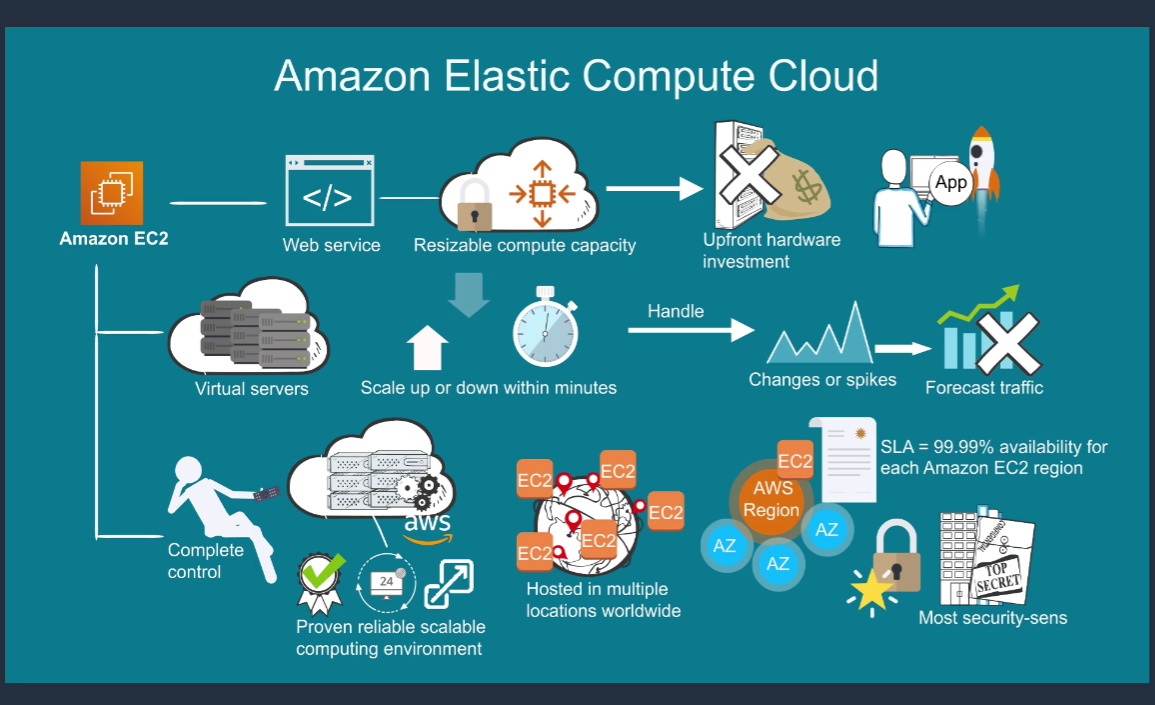 Amazon Elastic Compute Cloud
</>
App
Amazon EC2
Web service
Resizable compute capacity
Upfront hardware
investment
$
Handle
Virtual servers
Scale up or down within minutes
Changes or spikes
Forecast traffic
SLA = 99.99% availability for
each Amazon EC2 region
EC2
AWS
Region
AZ
AZ
AZ
EC2
EC2
EC2
EC2
EC2
aws
Complete
control
24
Proven reliable scalable
computing environment
Hosted in multiple
locations worldwide
TOP
SECRET
Most security-sens